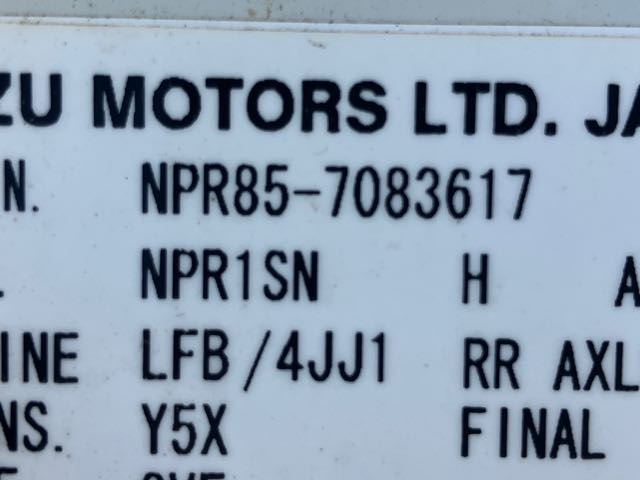 ZU MOTORS LTD. JA
N. NPR85-7083617
. NPR1SN H A
INE LFB/4JJ1 RR AXL
NS. Y5X FINAL